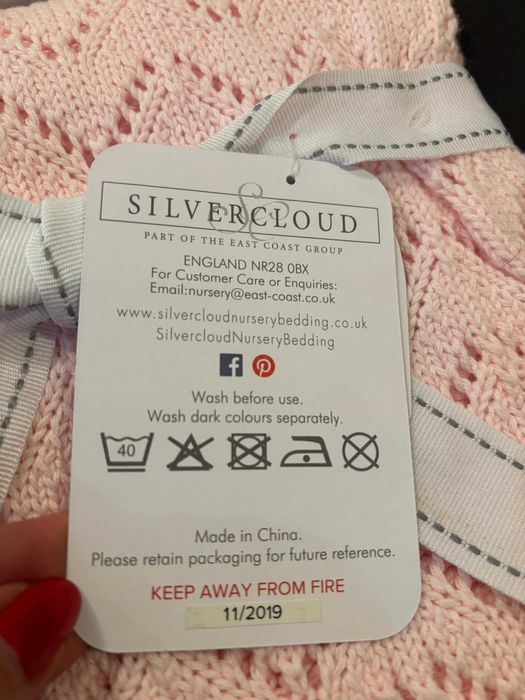 SILVERCLOUD
PART OF THE EAST COAST GROUP
ENGLAND NR28 0BX
For Customer Care or Enquiries:
Email:nursery@east-coast.co.uk
www.silvercloudnurserybedding.co.uk
SilvercloudNurseryBedding
Wash before use.
Wash dark colours separately.
40
Made in China.
Please retain packaging for future reference.
KEEP AWAY FROM FIRE
11/2019